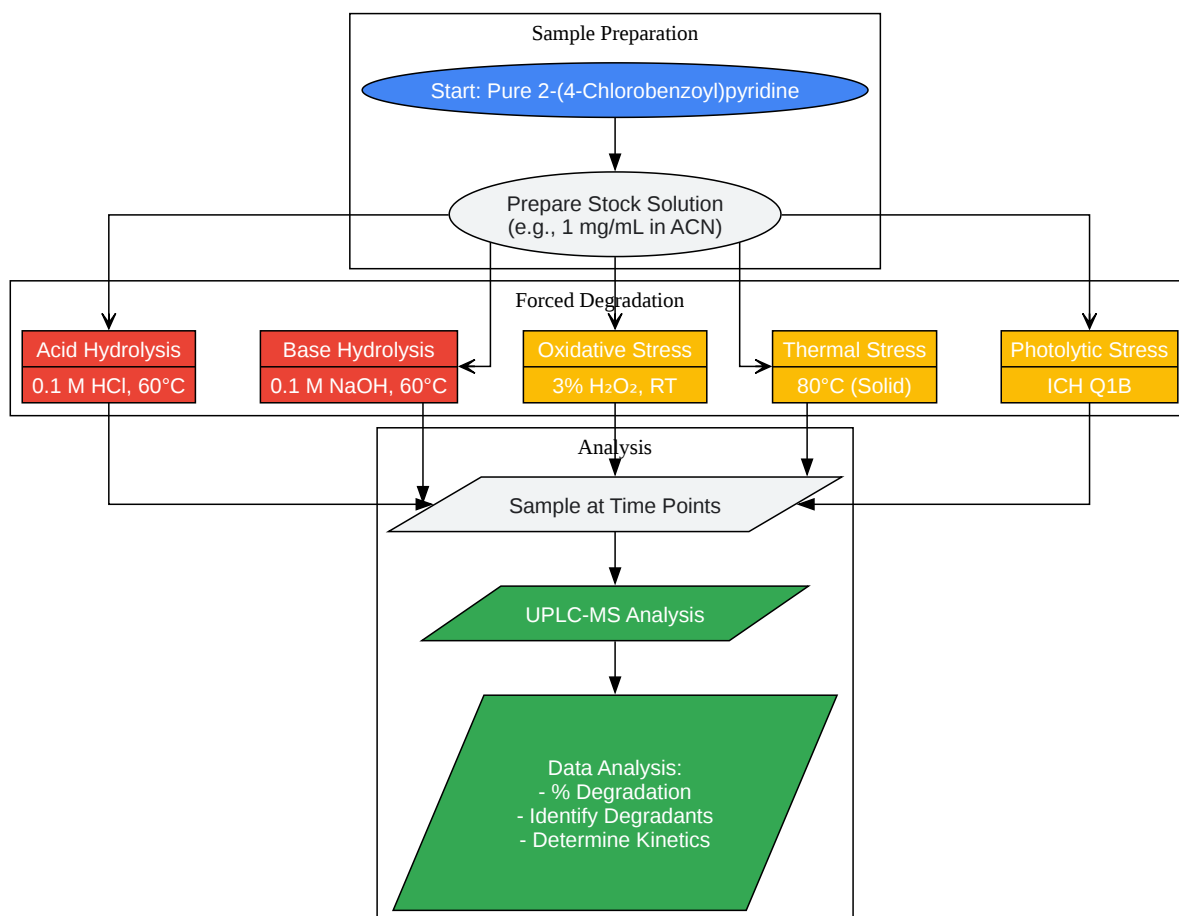 Sample Preparation
Start: Pure 2-(4-Chlorobenzoyl)pyridine
Prepare Stock Solution
(e.g., 1 mg/mL in ACN)
Forced Degradation
Acid Hydrolysis
0.1 M HCl, 60°C
Base Hydrolysis
0.1 M NaOH, 60°C
Oxidative Stress
3% H₂O₂, RT
Thermal Stress
80°C (Solid)
Photolytic Stress
ICH Q1B
Analysis
Sample at Time Points
UPLC-MS Analysis
Data Analysis:
- % Degradation
- Identify Degradants
- Determine Kinetics